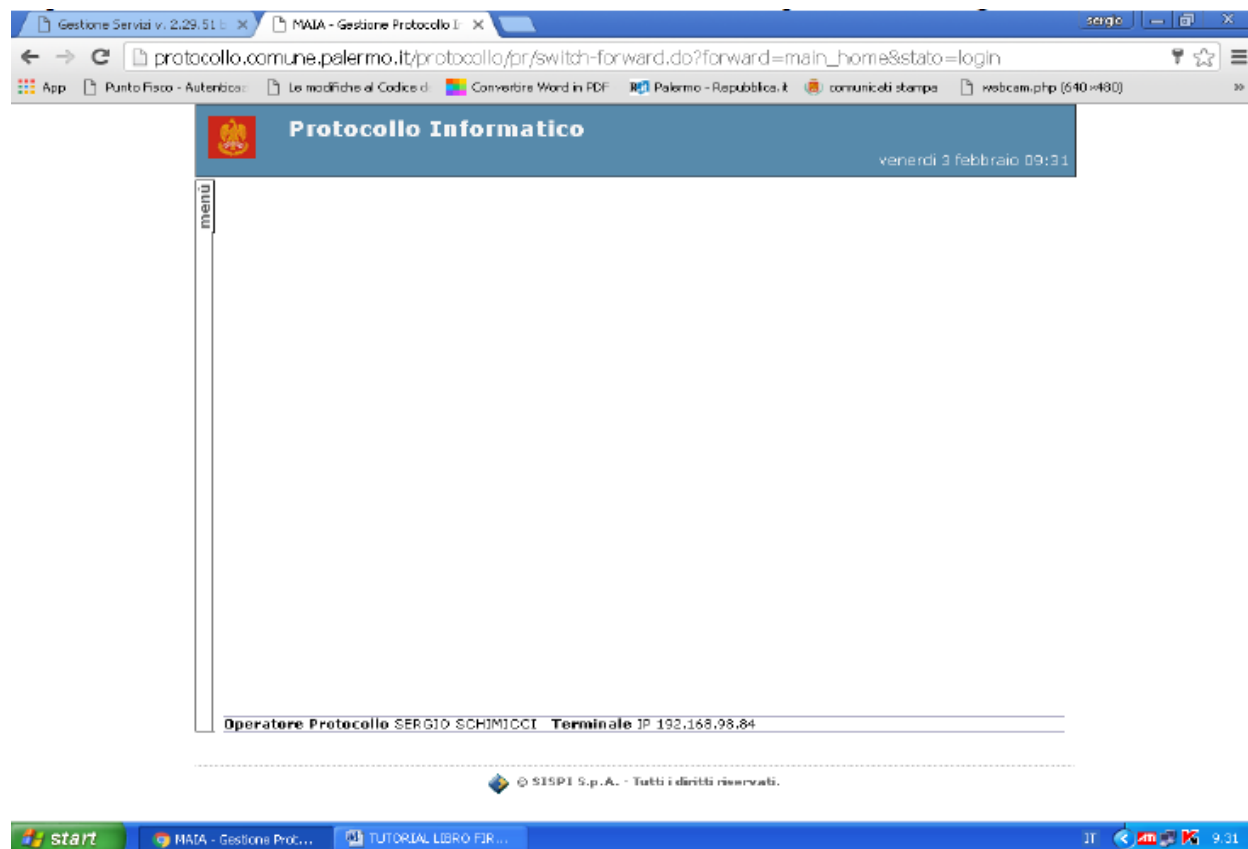 Gestione Servizi v. 2.29.51 b
MAIA - Gestione Protocollo In
sergio
protocollo.comune.palermo.it/protocollo/pr/switch-forward.do?forward=main_home&stato=login
App Punto Fisco - Autenticaz Le modifiche al Codice d Convertire Word in PDF Palermo - Repubblica.it comunicati stampa webcam.php (640×480) »
Protocollo Informatico
venerdì 3 febbraio 09:31
menù
Operatore Protocollo SERGIO SCHIMICCI Terminale IP 192.168.98.84
© SISPI S.p.A. - Tutti i diritti riservati.
start MAIA - Gestione Prot... TUTORIAL LIBRO FIR... IT 9.31